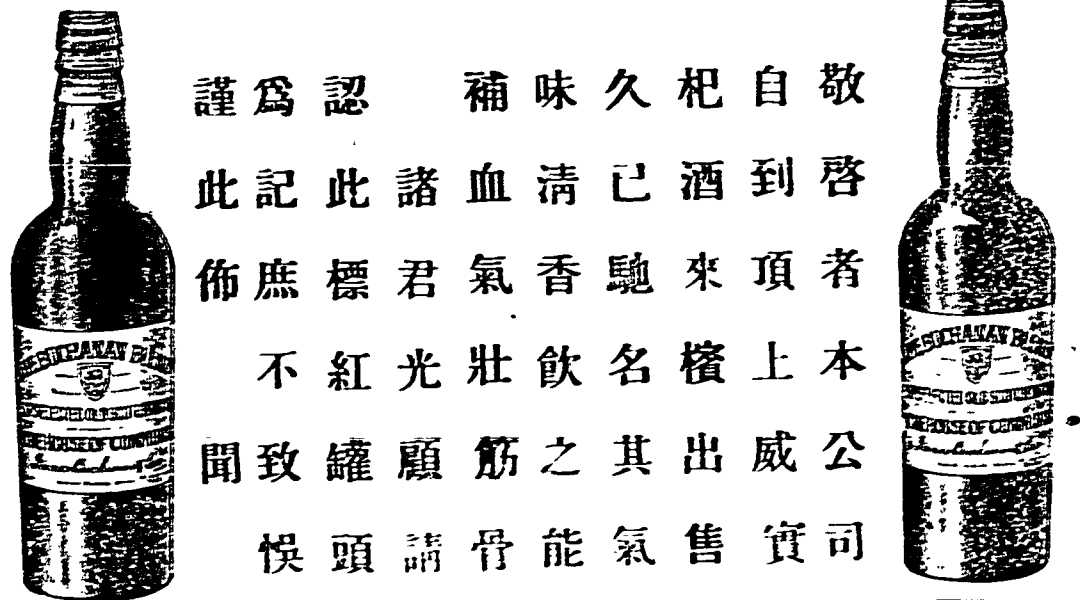 敬啓者本公司
自到頂上威實
杞酒來檳出售
久已馳名其氣
味清香飲之能
補血氣壯筋骨
諸君光顧請
認此標紅罐頭
爲記庶不致悞
謹此佈 聞